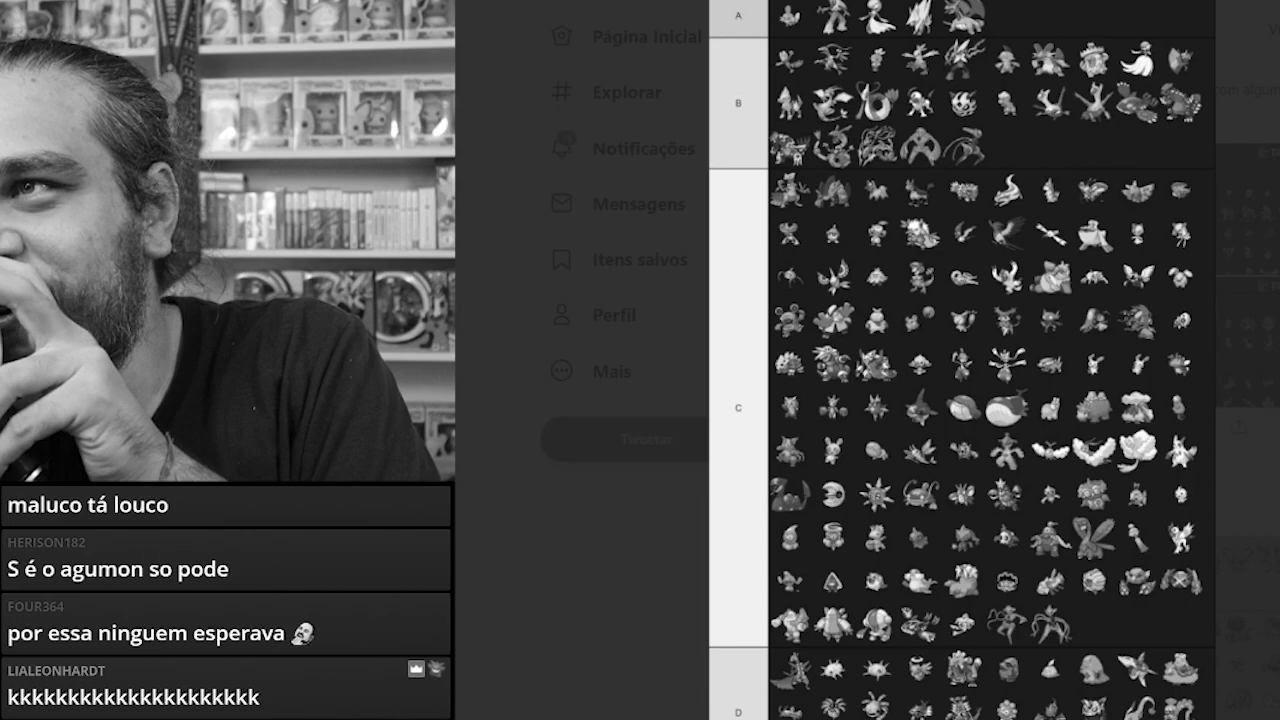 maluco tá louco
HERISON182
S é o agumon so pode
FOUR364
por essa ninguem esperava
LIALEONHARDT
kkkkkkkkkkkkkkkkkkkkk
Página Inicial
Explorar
Notificações
Mensagens
Itens salvos
Perfil
Mais
Tweetar
A
B
C
D